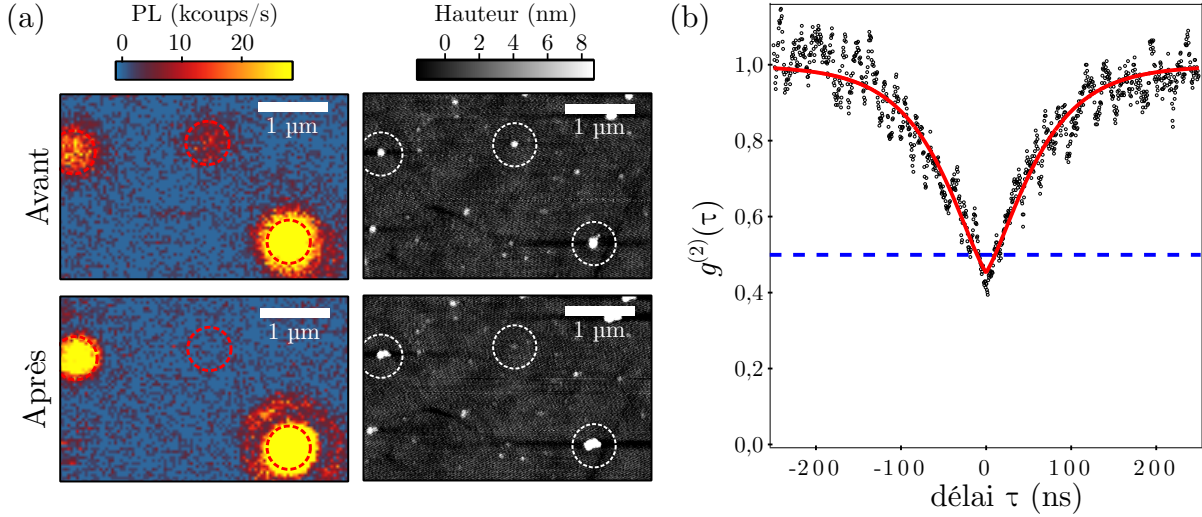 (a)
PL (kcoups/s)
0 10 20
Hauteur (nm)
0 2 4 6 8
Avant
1 µm
1 µm
Après
1 µm
1 µm
(b)
g(2)(τ)
1,0
0,8
0,6
0,4
0,2
0,0
-200 -100 0 100 200
délai τ (ns)